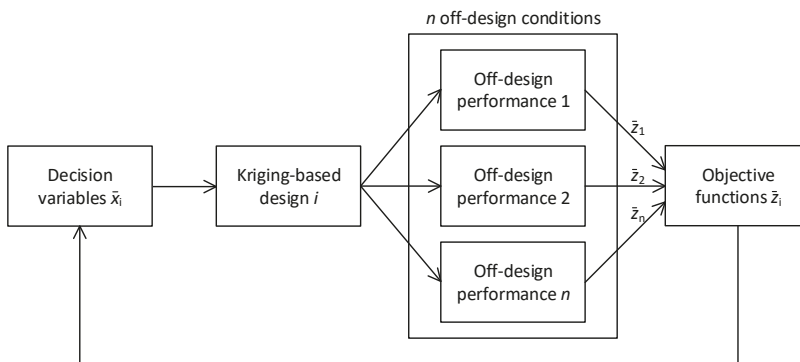 n off-design conditions
Off-design
performance 1
Decision
variables x̄ᵢ
Kriging-based
design i
Off-design
performance 2
Off-design
performance n
z̄₁
z̄₂
z̄ₙ
Objective
functions z̄ᵢ